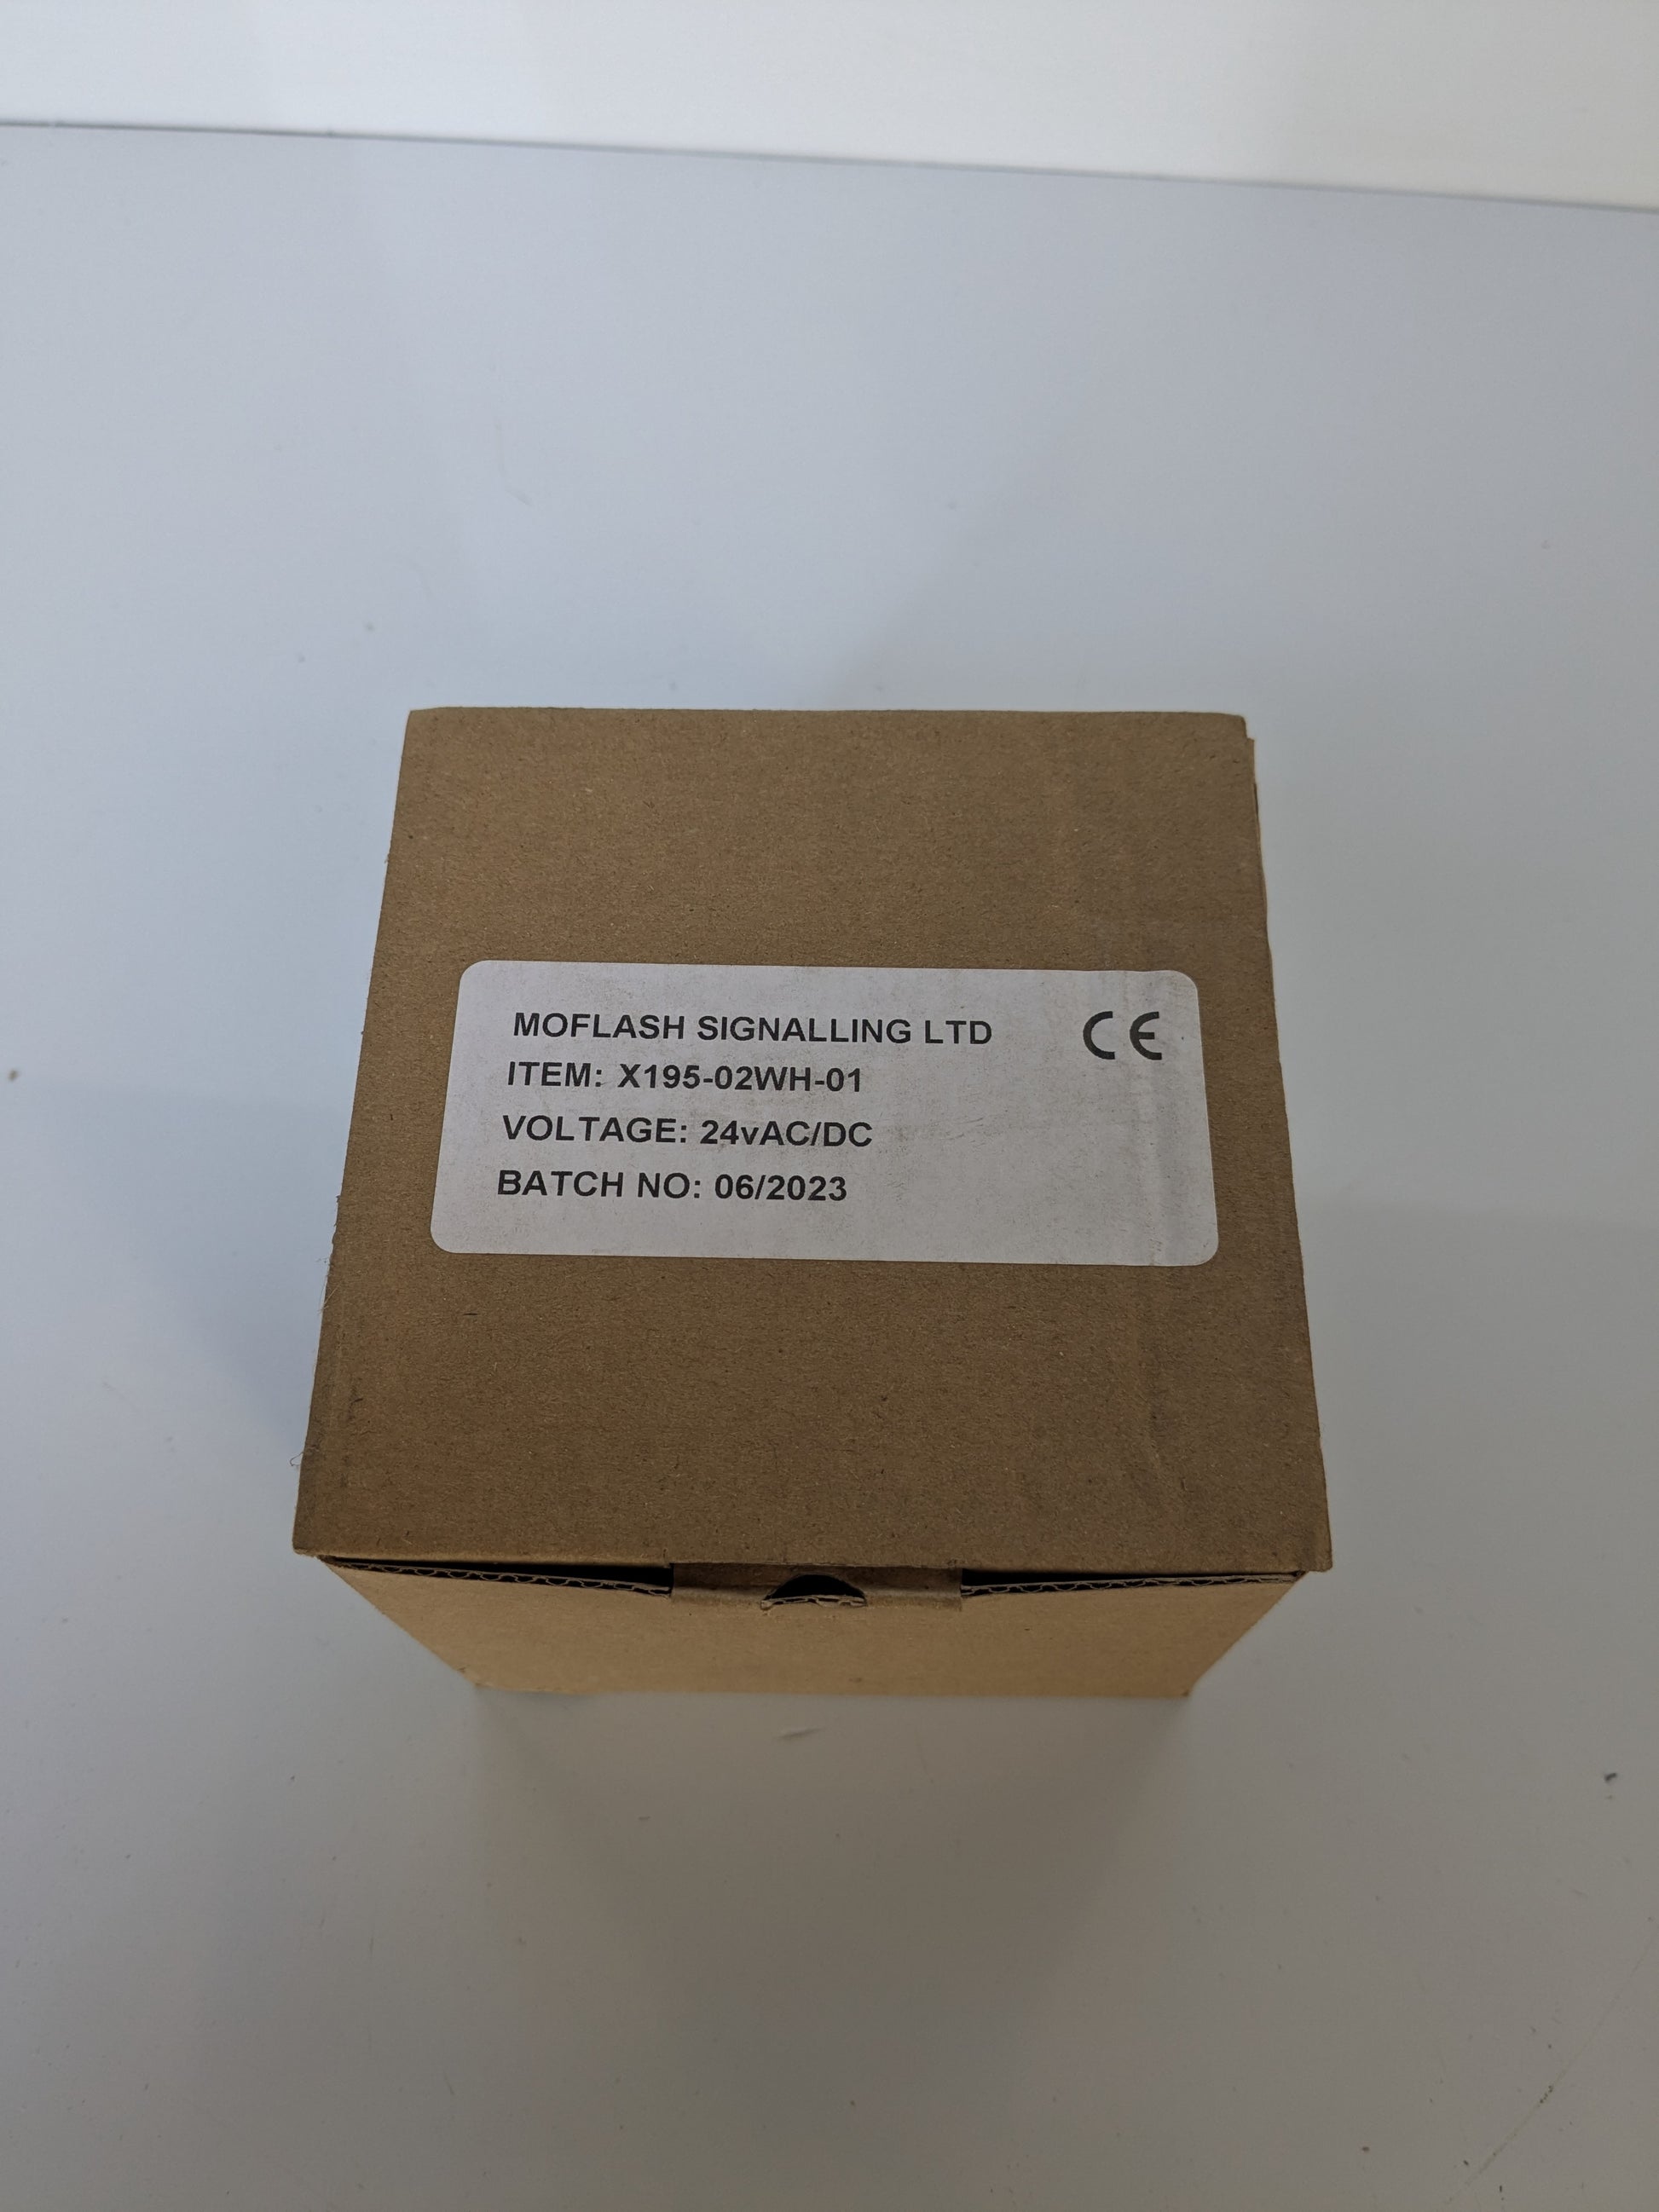 MOFLASH SIGNALLING LTD CE
ITEM: X195-02WH-01
VOLTAGE: 24vAC/DC
BATCH NO: 06/2023